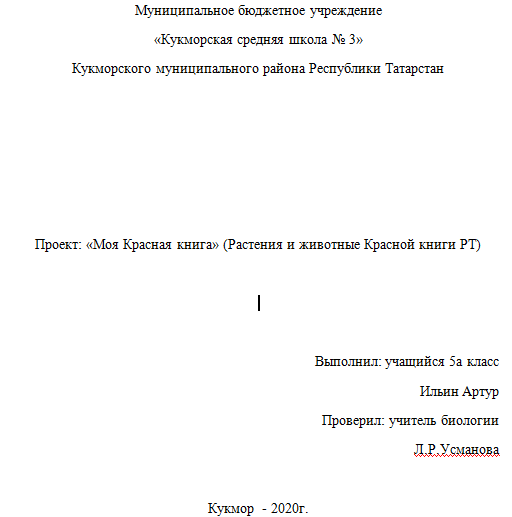 Муниципальное бюджетное учреждение
«Кукморская средняя школа № 3»
Кукморского муниципального района Республики Татарстан
Проект: «Моя Красная книга» (Растения и животные Красной книги РТ)
Выполнил: учащийся 5а класс
Ильин Артур
Проверил: учитель биологии
Л.Р.Усманова
Кукмор - 2020г.